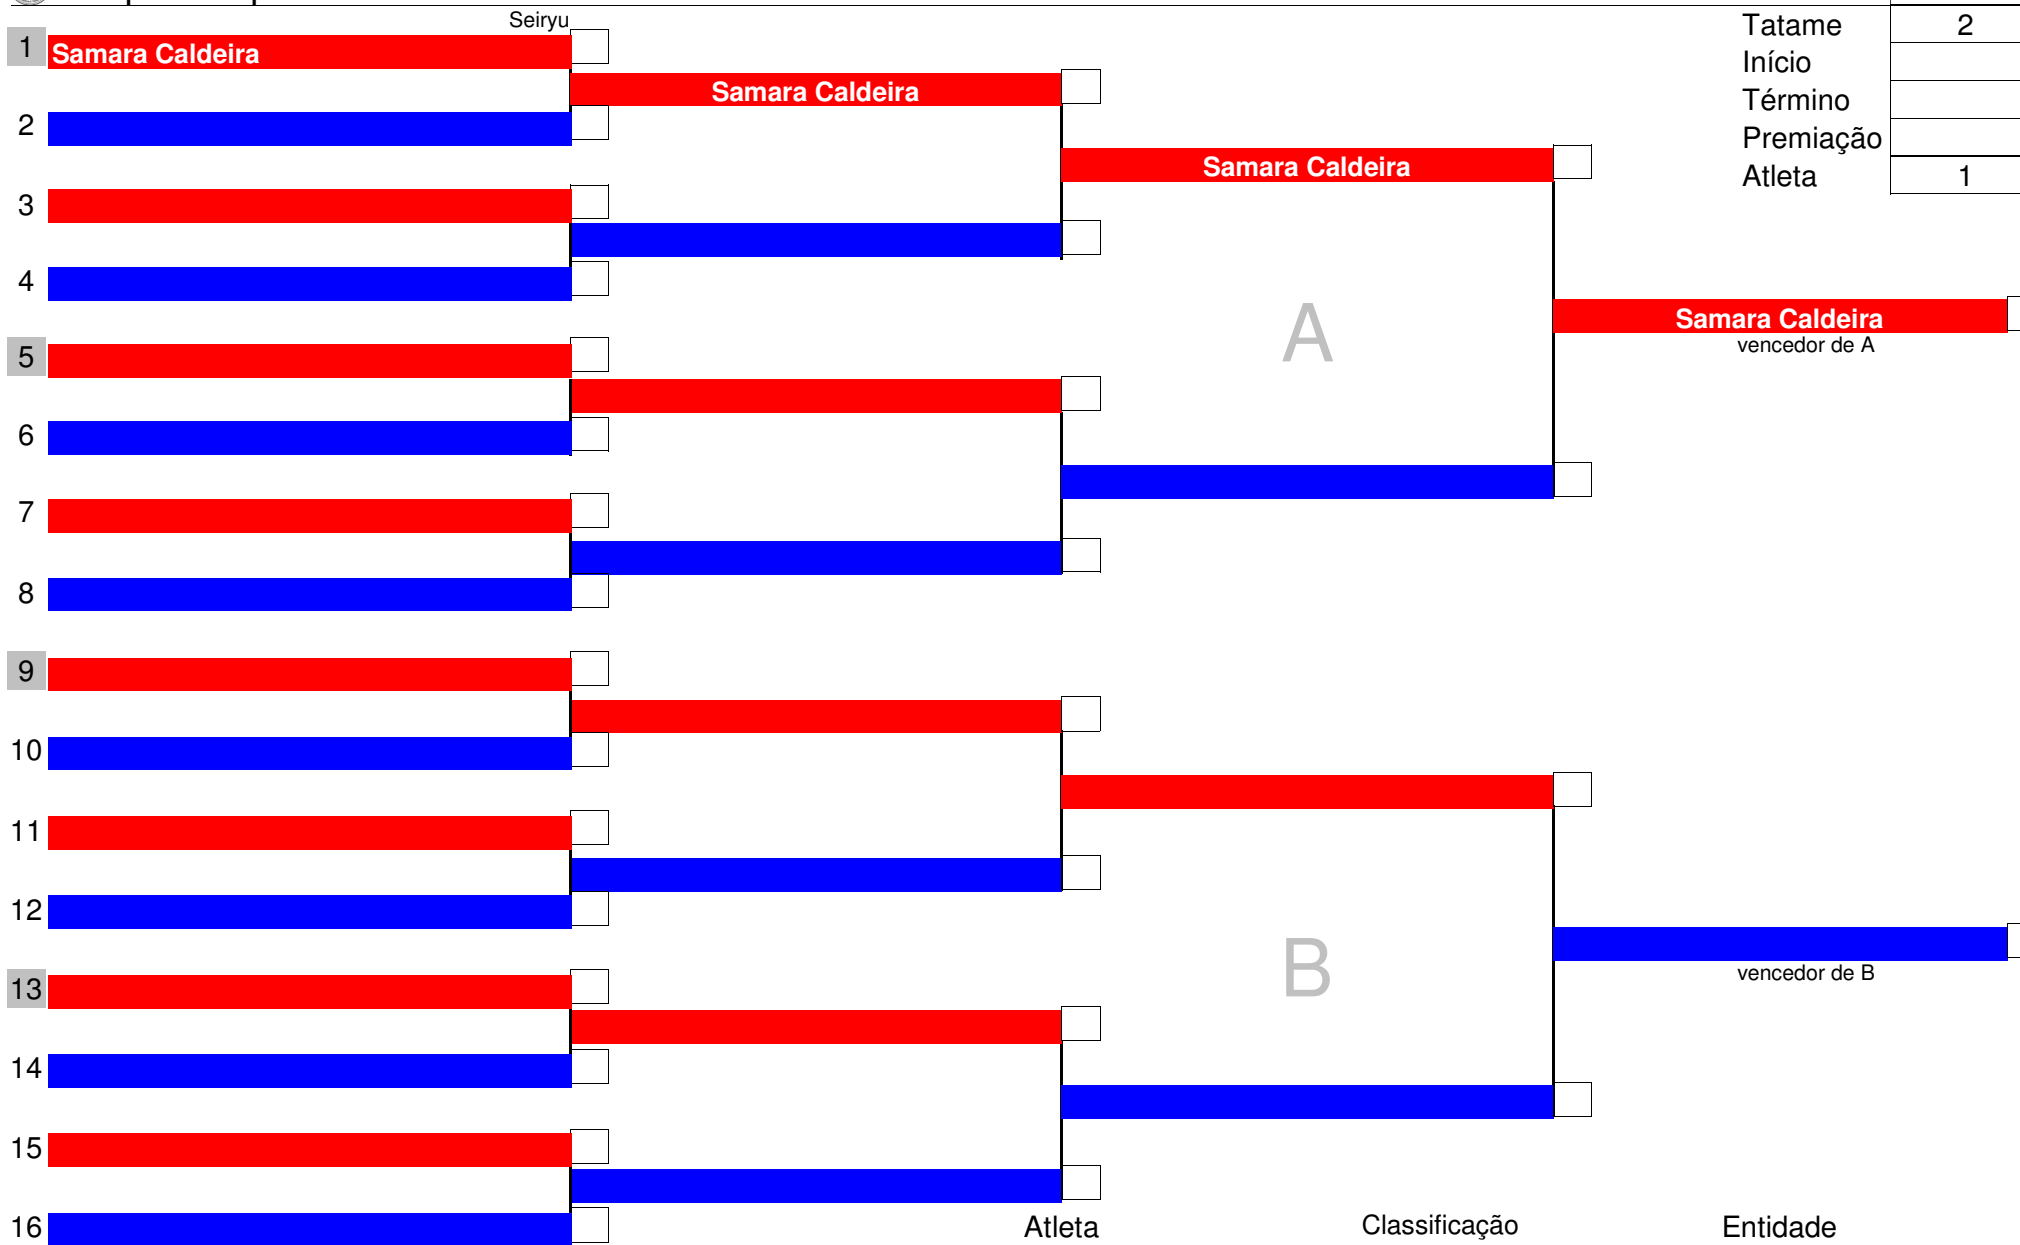 Seiryu
Tatame 2
1 Samara Caldeira
Início
Samara Caldeira
Término
2
Premiação
Samara Caldeira
Atleta 1
3
4
A
Samara Caldeira
vencedor de A
5
6
7
8
9
10
11
12
B
vencedor de B
13
14
15
16
Atleta Classificação Entidade